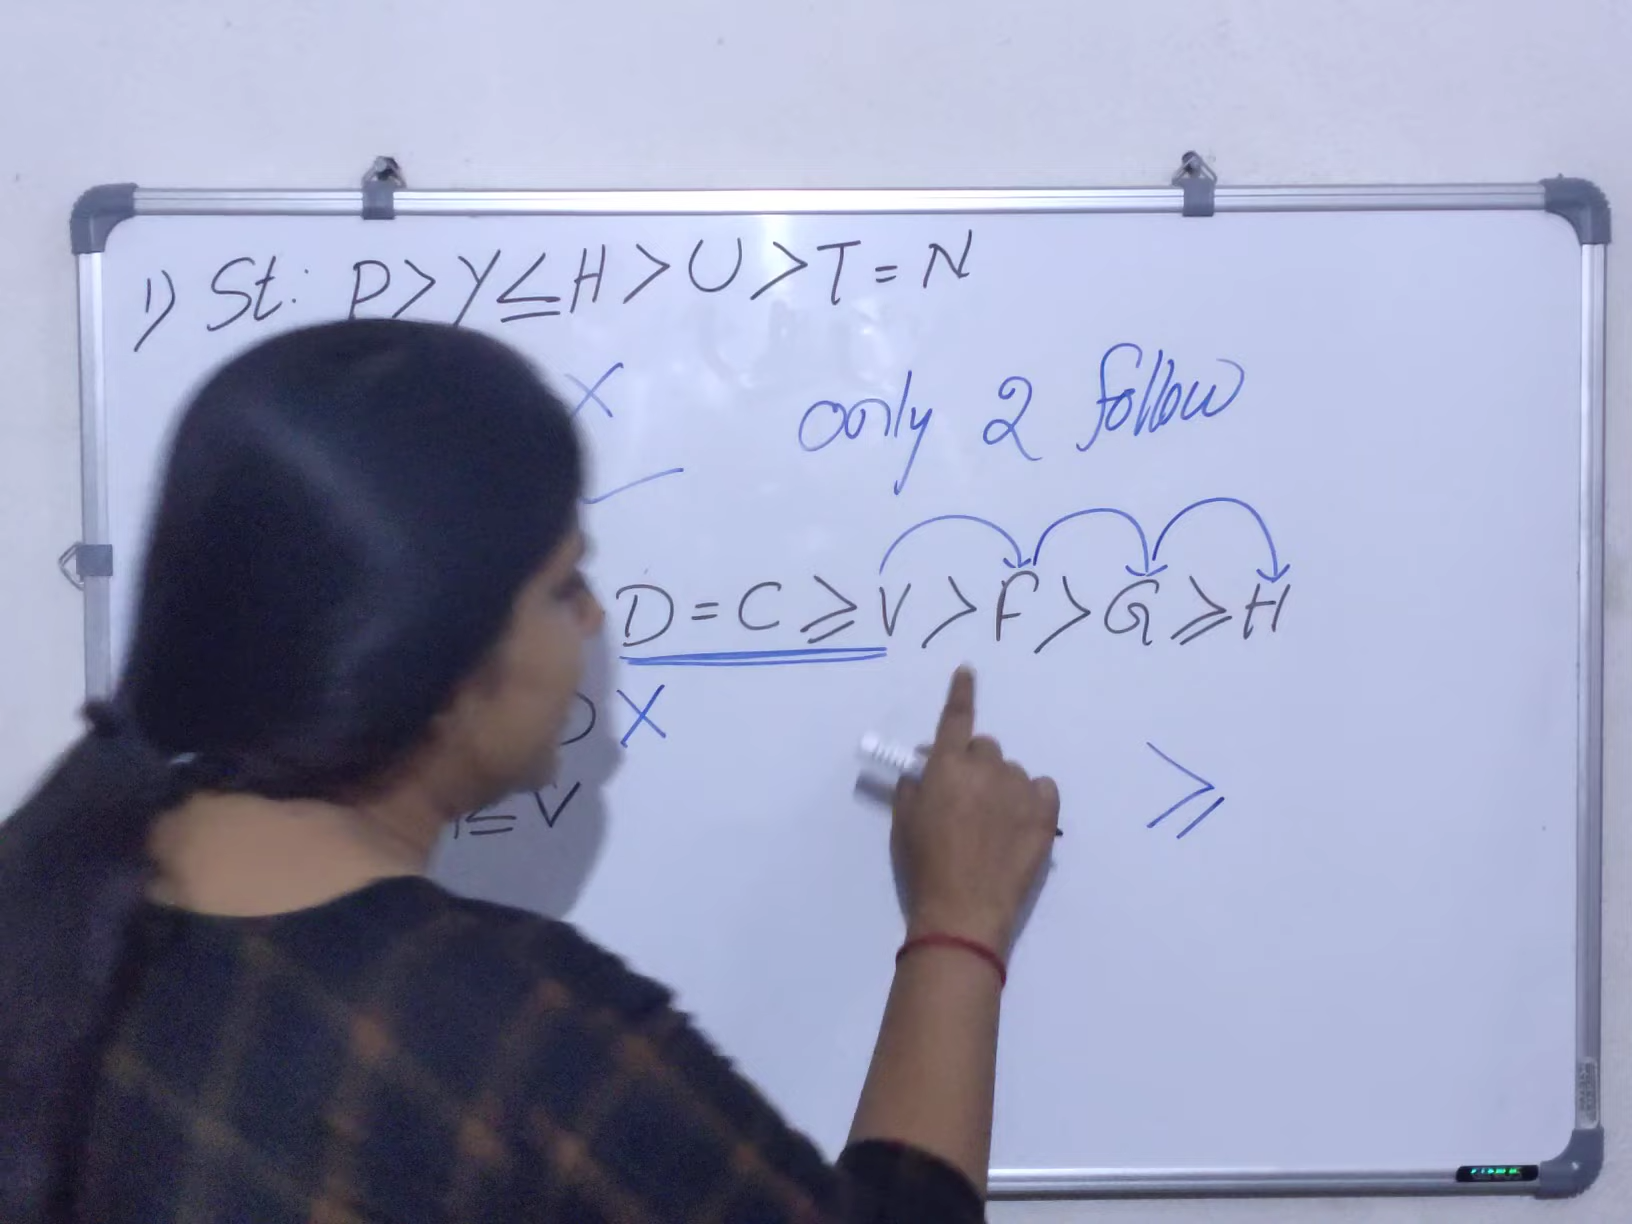 1) St: P > Y ≤ H > U > T = N
X
only 2 follow
✓
D = C ≥ V > F > G ≥ H
X
≤ V
≥